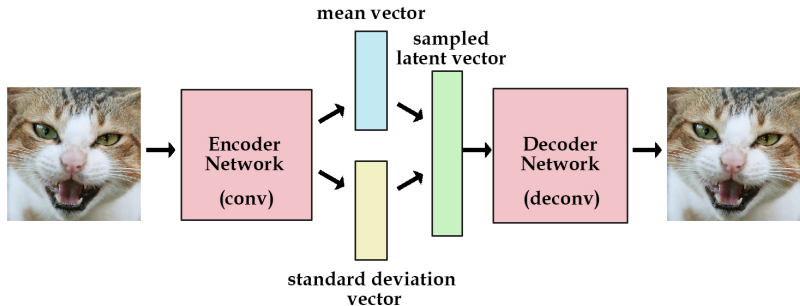 mean vector
sampled
latent vector
Encoder
Network
(conv)
Decoder
Network
(deconv)
standard deviation
vector